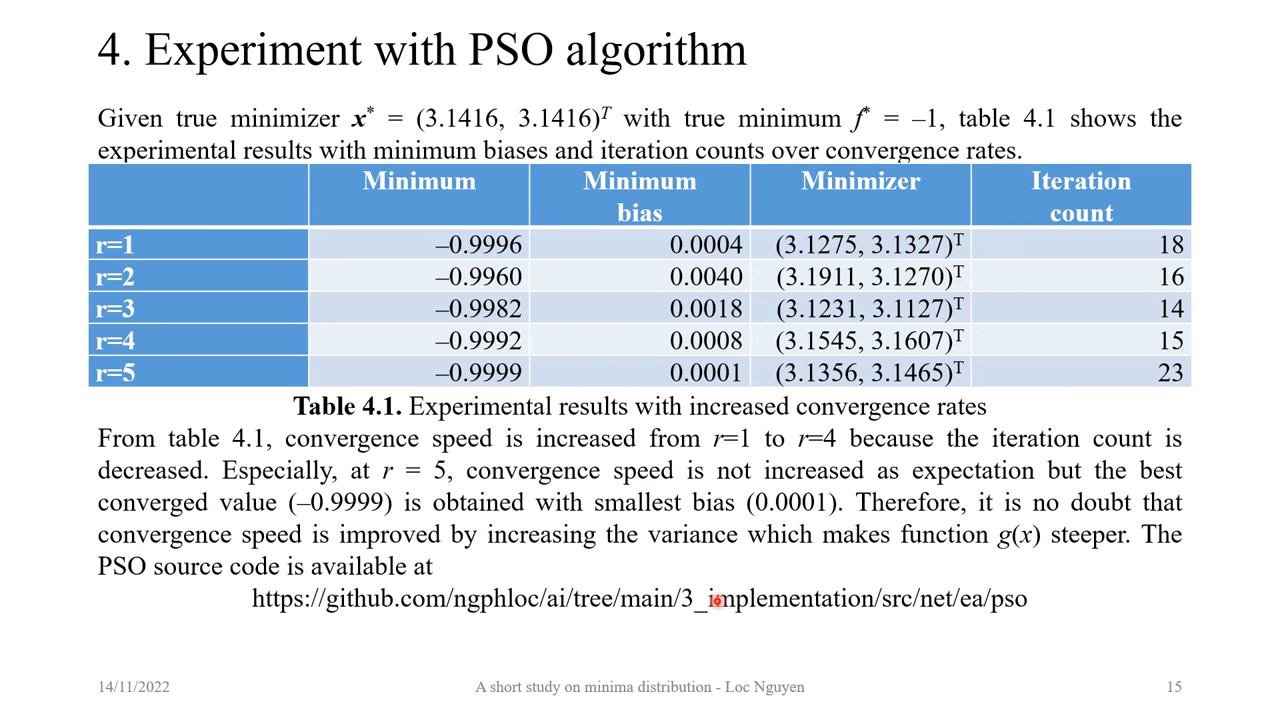 4. Experiment with PSO algorithm
Given true minimizer x* = (3.1416, 3.1416)T with true minimum f* = –1, table 4.1 shows the
experimental results with minimum biases and iteration counts over convergence rates.
Minimum Minimum bias Minimizer Iteration count
r=1 –0.9996 0.0004 (3.1275, 3.1327)T 18
r=2 –0.9960 0.0040 (3.1911, 3.1270)T 16
r=3 –0.9982 0.0018 (3.1231, 3.1127)T 14
r=4 –0.9992 0.0008 (3.1545, 3.1607)T 15
r=5 –0.9999 0.0001 (3.1356, 3.1465)T 23
Table 4.1. Experimental results with increased convergence rates
From table 4.1, convergence speed is increased from r=1 to r=4 because the iteration count is
decreased. Especially, at r = 5, convergence speed is not increased as expectation but the best
converged value (–0.9999) is obtained with smallest bias (0.0001). Therefore, it is no doubt that
convergence speed is improved by increasing the variance which makes function g(x) steeper. The
PSO source code is available at
https://github.com/ngphloc/ai/tree/main/3_implementation/src/net/ea/pso
14/11/2022 A short study on minima distribution - Loc Nguyen 15